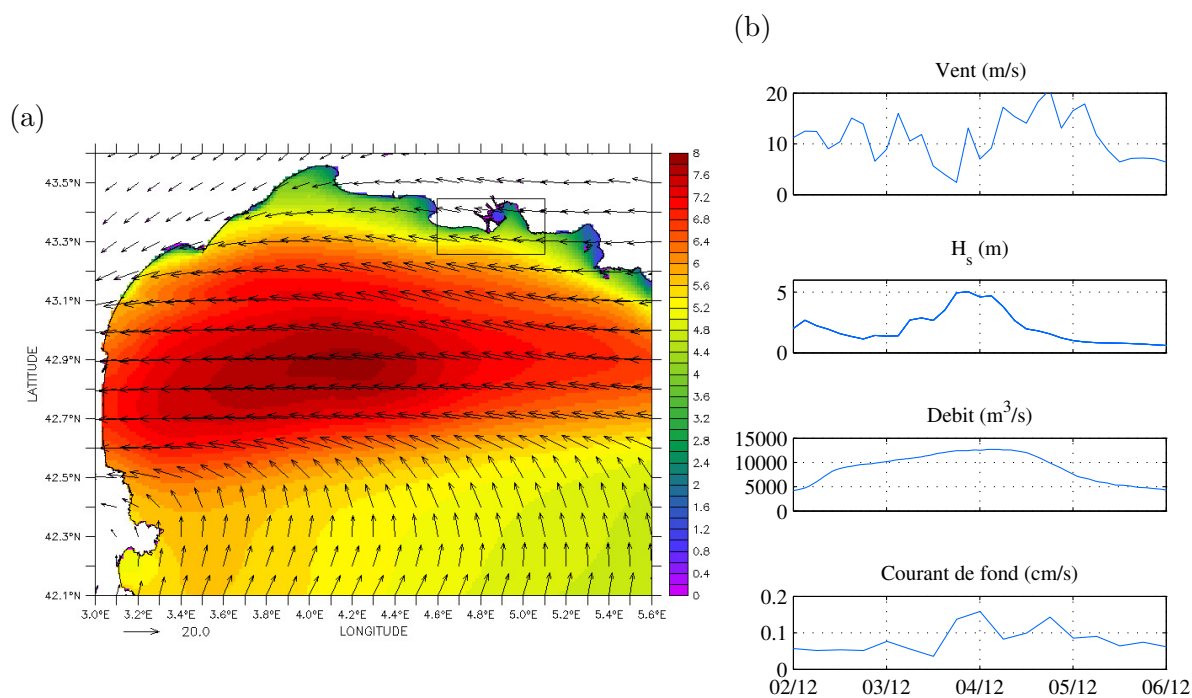 (a)
43.5°N
43.3°N
43.1°N
42.9°N
42.7°N
42.5°N
42.3°N
42.1°N
LATITUDE
3.0°E 3.2°E 3.4°E 3.6°E 3.8°E 4.0°E 4.2°E 4.4°E 4.6°E 4.8°E 5.0°E 5.2°E 5.4°E 5.6°E
20.0 LONGITUDE
8
7.6
7.2
6.8
6.4
6
5.6
5.2
4.8
4.4
4
3.6
3.2
2.8
2.4
2
1.6
1.2
0.8
0.4
0
(b)
Vent (m/s)
20
10
0
H_s (m)
5
0
Debit (m³/s)
15000
10000
5000
0
Courant de fond (cm/s)
0.2
0.1
0
02/12 03/12 04/12 05/12 06/12